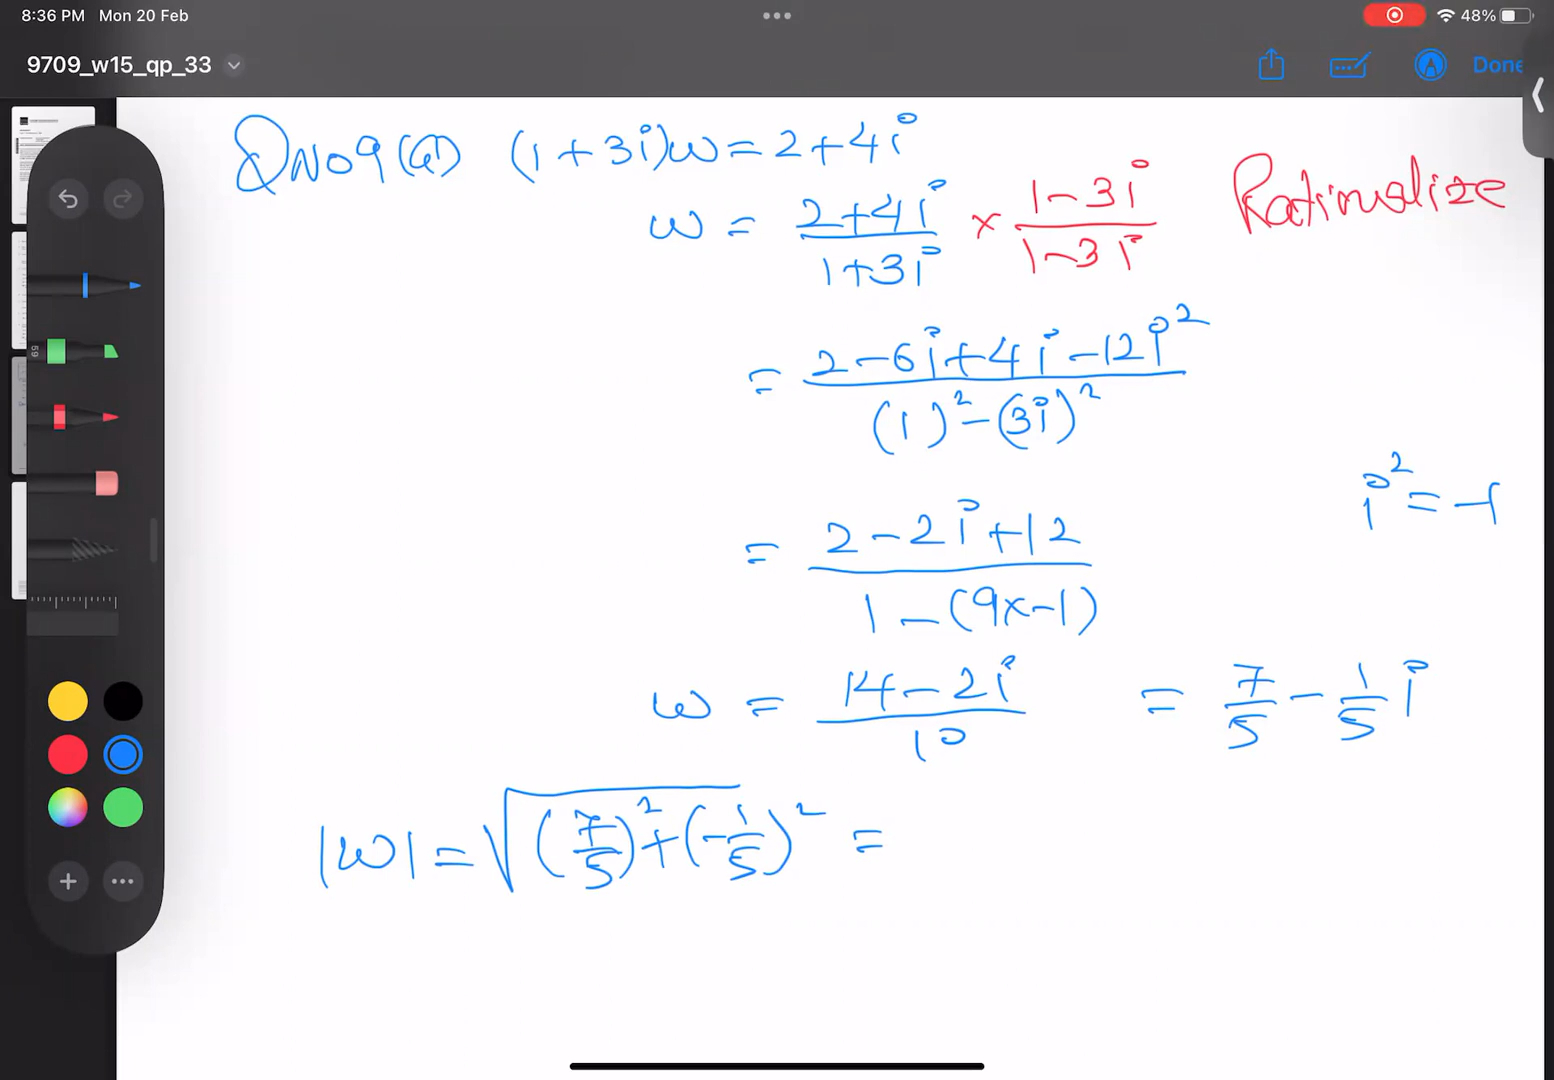 8:36 PM Mon 20 Feb
48%
9709_w15_qp_33
Done
QNo9(a) (1+3i)w=2+4i
w = (2+4i)/(1+3i) × (1-3i)/(1-3i) Rationalize
= (2-6i+4i-12i²)/((1)²-(3i)²)
i²=-1
= (2-2i+12)/(1-(9x-1))
w = (14-2i)/10 = 7/5 - 1/5 i
|w| = √((7/5)²+(-1/5)²) =
59